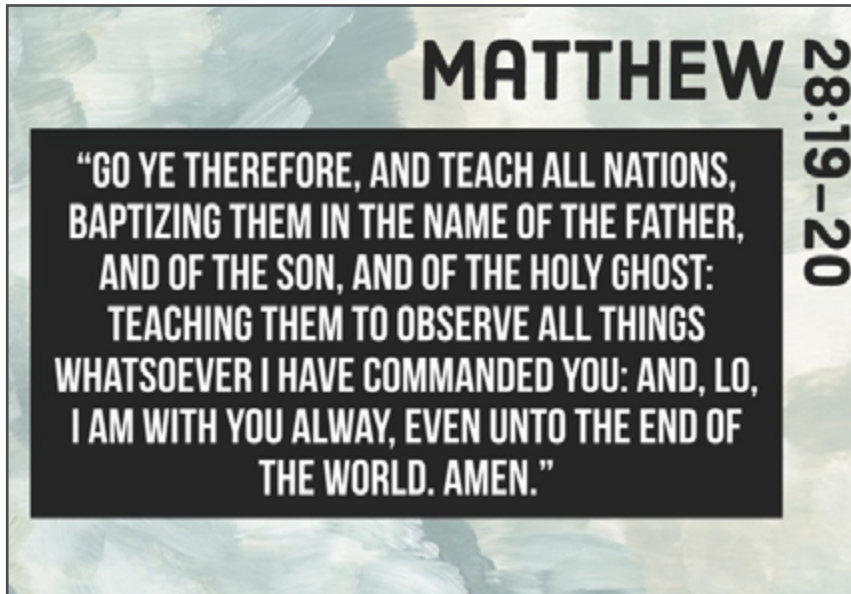 MATTHEW
28:19-20
“GO YE THEREFORE, AND TEACH ALL NATIONS,
BAPTIZING THEM IN THE NAME OF THE FATHER,
AND OF THE SON, AND OF THE HOLY GHOST:
TEACHING THEM TO OBSERVE ALL THINGS
WHATSOEVER I HAVE COMMANDED YOU: AND, LO,
I AM WITH YOU ALWAY, EVEN UNTO THE END OF
THE WORLD. AMEN.”